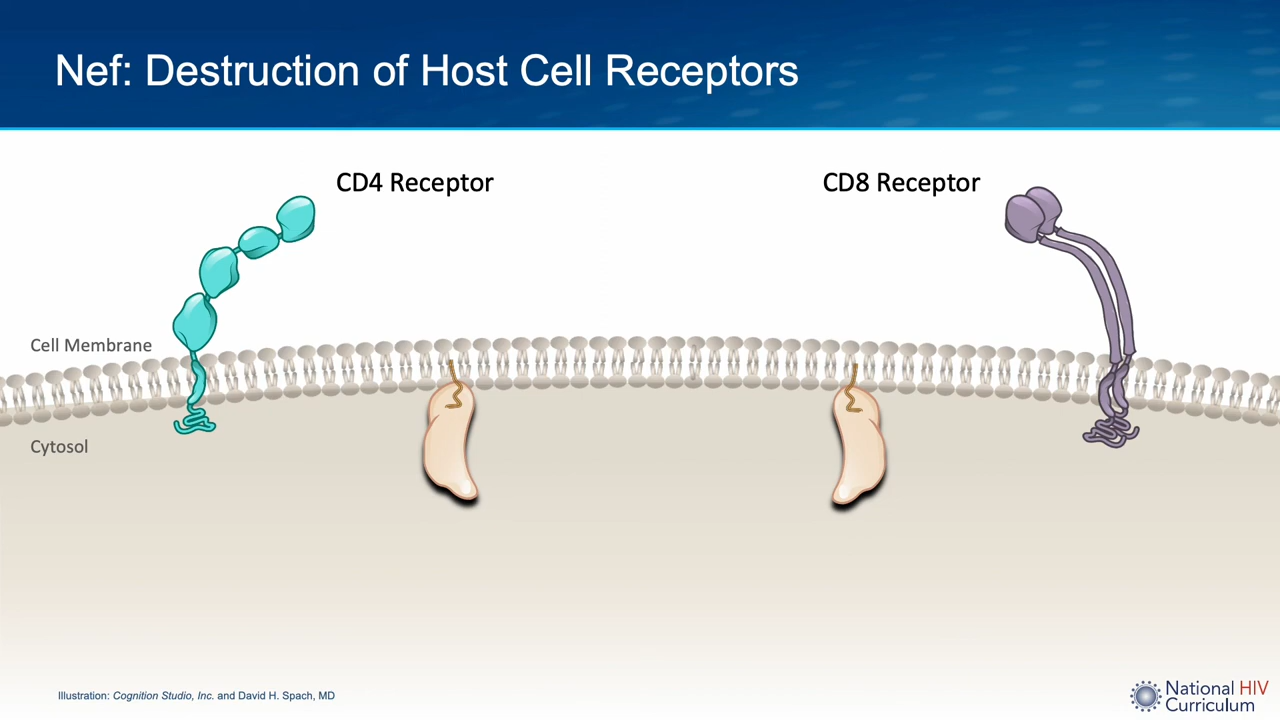 Nef: Destruction of Host Cell Receptors
CD4 Receptor
CD8 Receptor
Cell Membrane
Cytosol
Illustration: Cognition Studio, Inc. and David H. Spach, MD
National HIV
Curriculum